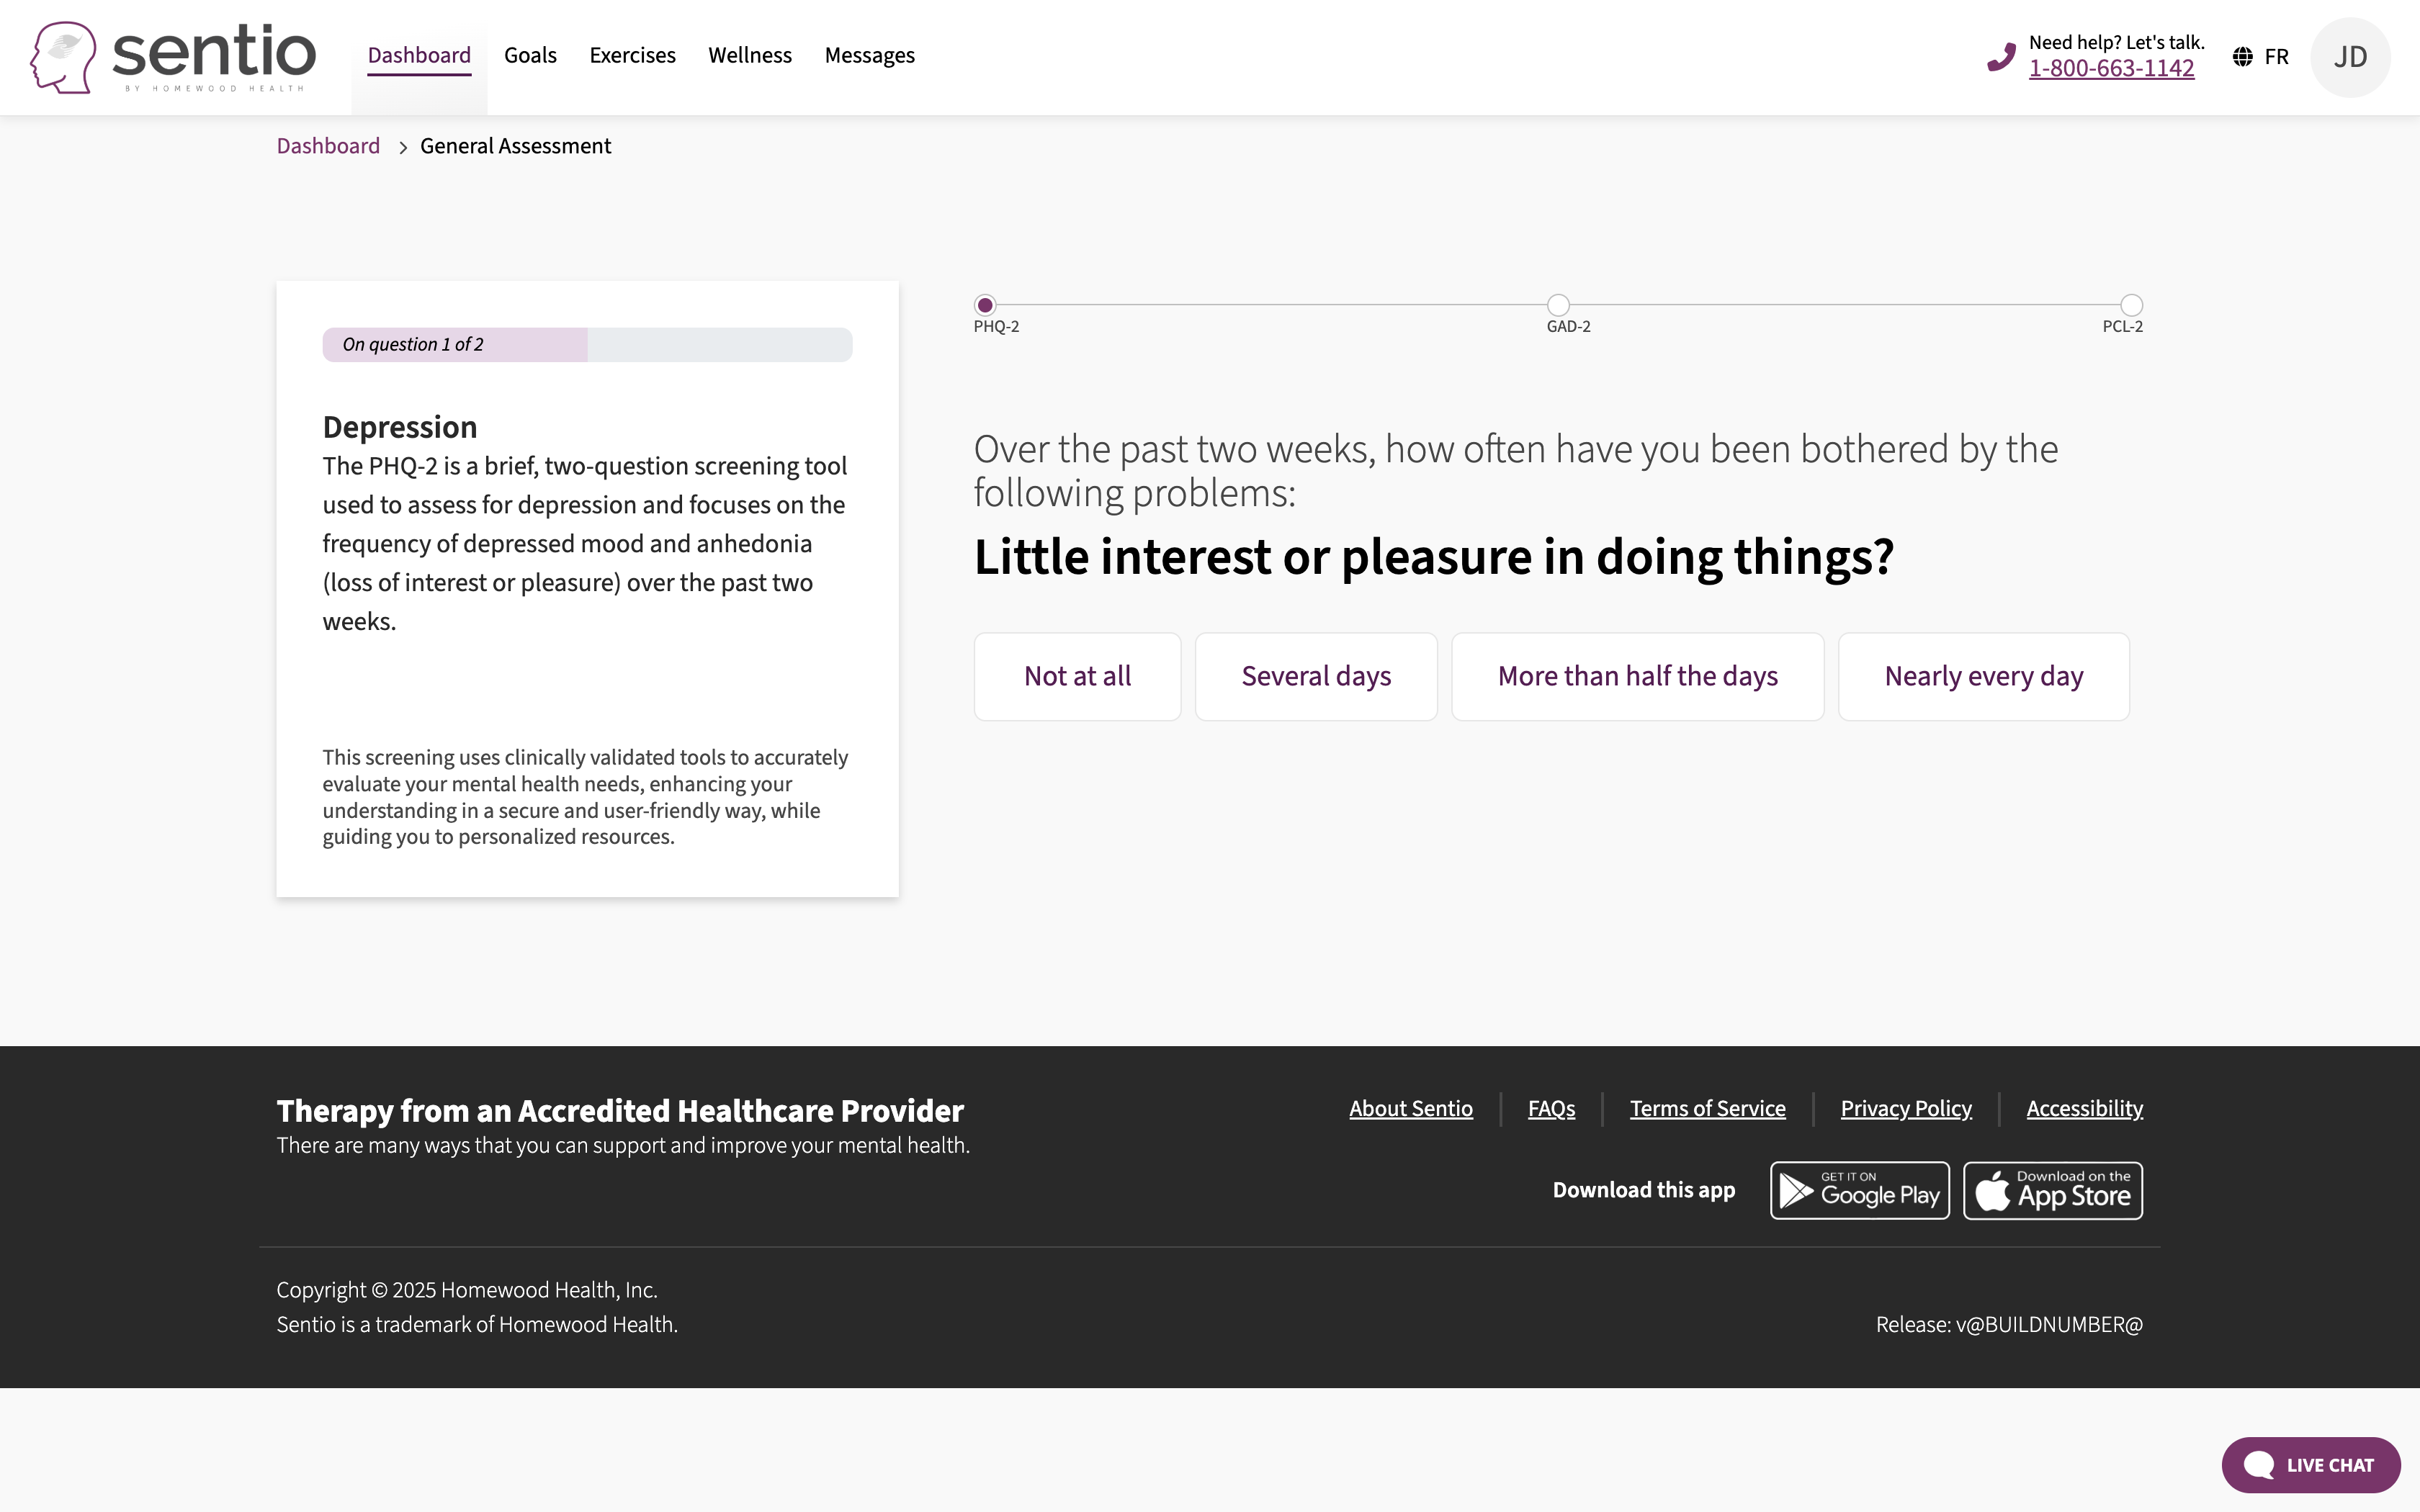 sentio
BY HOMEWOOD HEALTH
Dashboard
Goals
Exercises
Wellness
Messages
Need help? Let's talk.
1-800-663-1142
FR
JD
Dashboard > General Assessment
On question 1 of 2
Depression
The PHQ-2 is a brief, two-question screening tool
used to assess for depression and focuses on the
frequency of depressed mood and anhedonia
(loss of interest or pleasure) over the past two
weeks.
This screening uses clinically validated tools to accurately
evaluate your mental health needs, enhancing your
understanding in a secure and user-friendly way, while
guiding you to personalized resources.
PHQ-2
GAD-2
PCL-2
Over the past two weeks, how often have you been bothered by the
following problems:
Little interest or pleasure in doing things?
Not at all
Several days
More than half the days
Nearly every day
Therapy from an Accredited Healthcare Provider
There are many ways that you can support and improve your mental health.
About Sentio
FAQs
Terms of Service
Privacy Policy
Accessibility
Download this app
GET IT ON
Google Play
Download on the
App Store
Copyright © 2025 Homewood Health, Inc.
Sentio is a trademark of Homewood Health.
Release: v@BUILDNUMBER@
LIVE CHAT